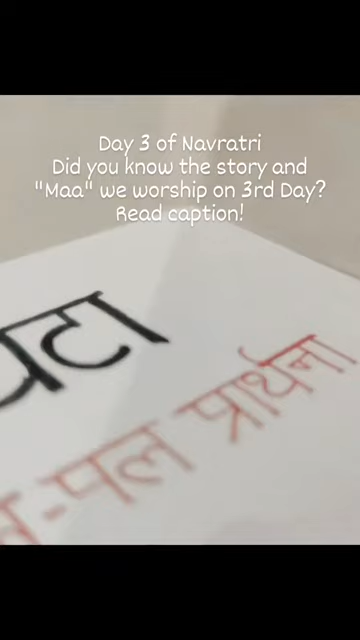 Day 3 of Navratri
Did you know the story and
"Maa" we worship on 3rd Day?
Read caption!
घंटा
-पल प्रार्थना